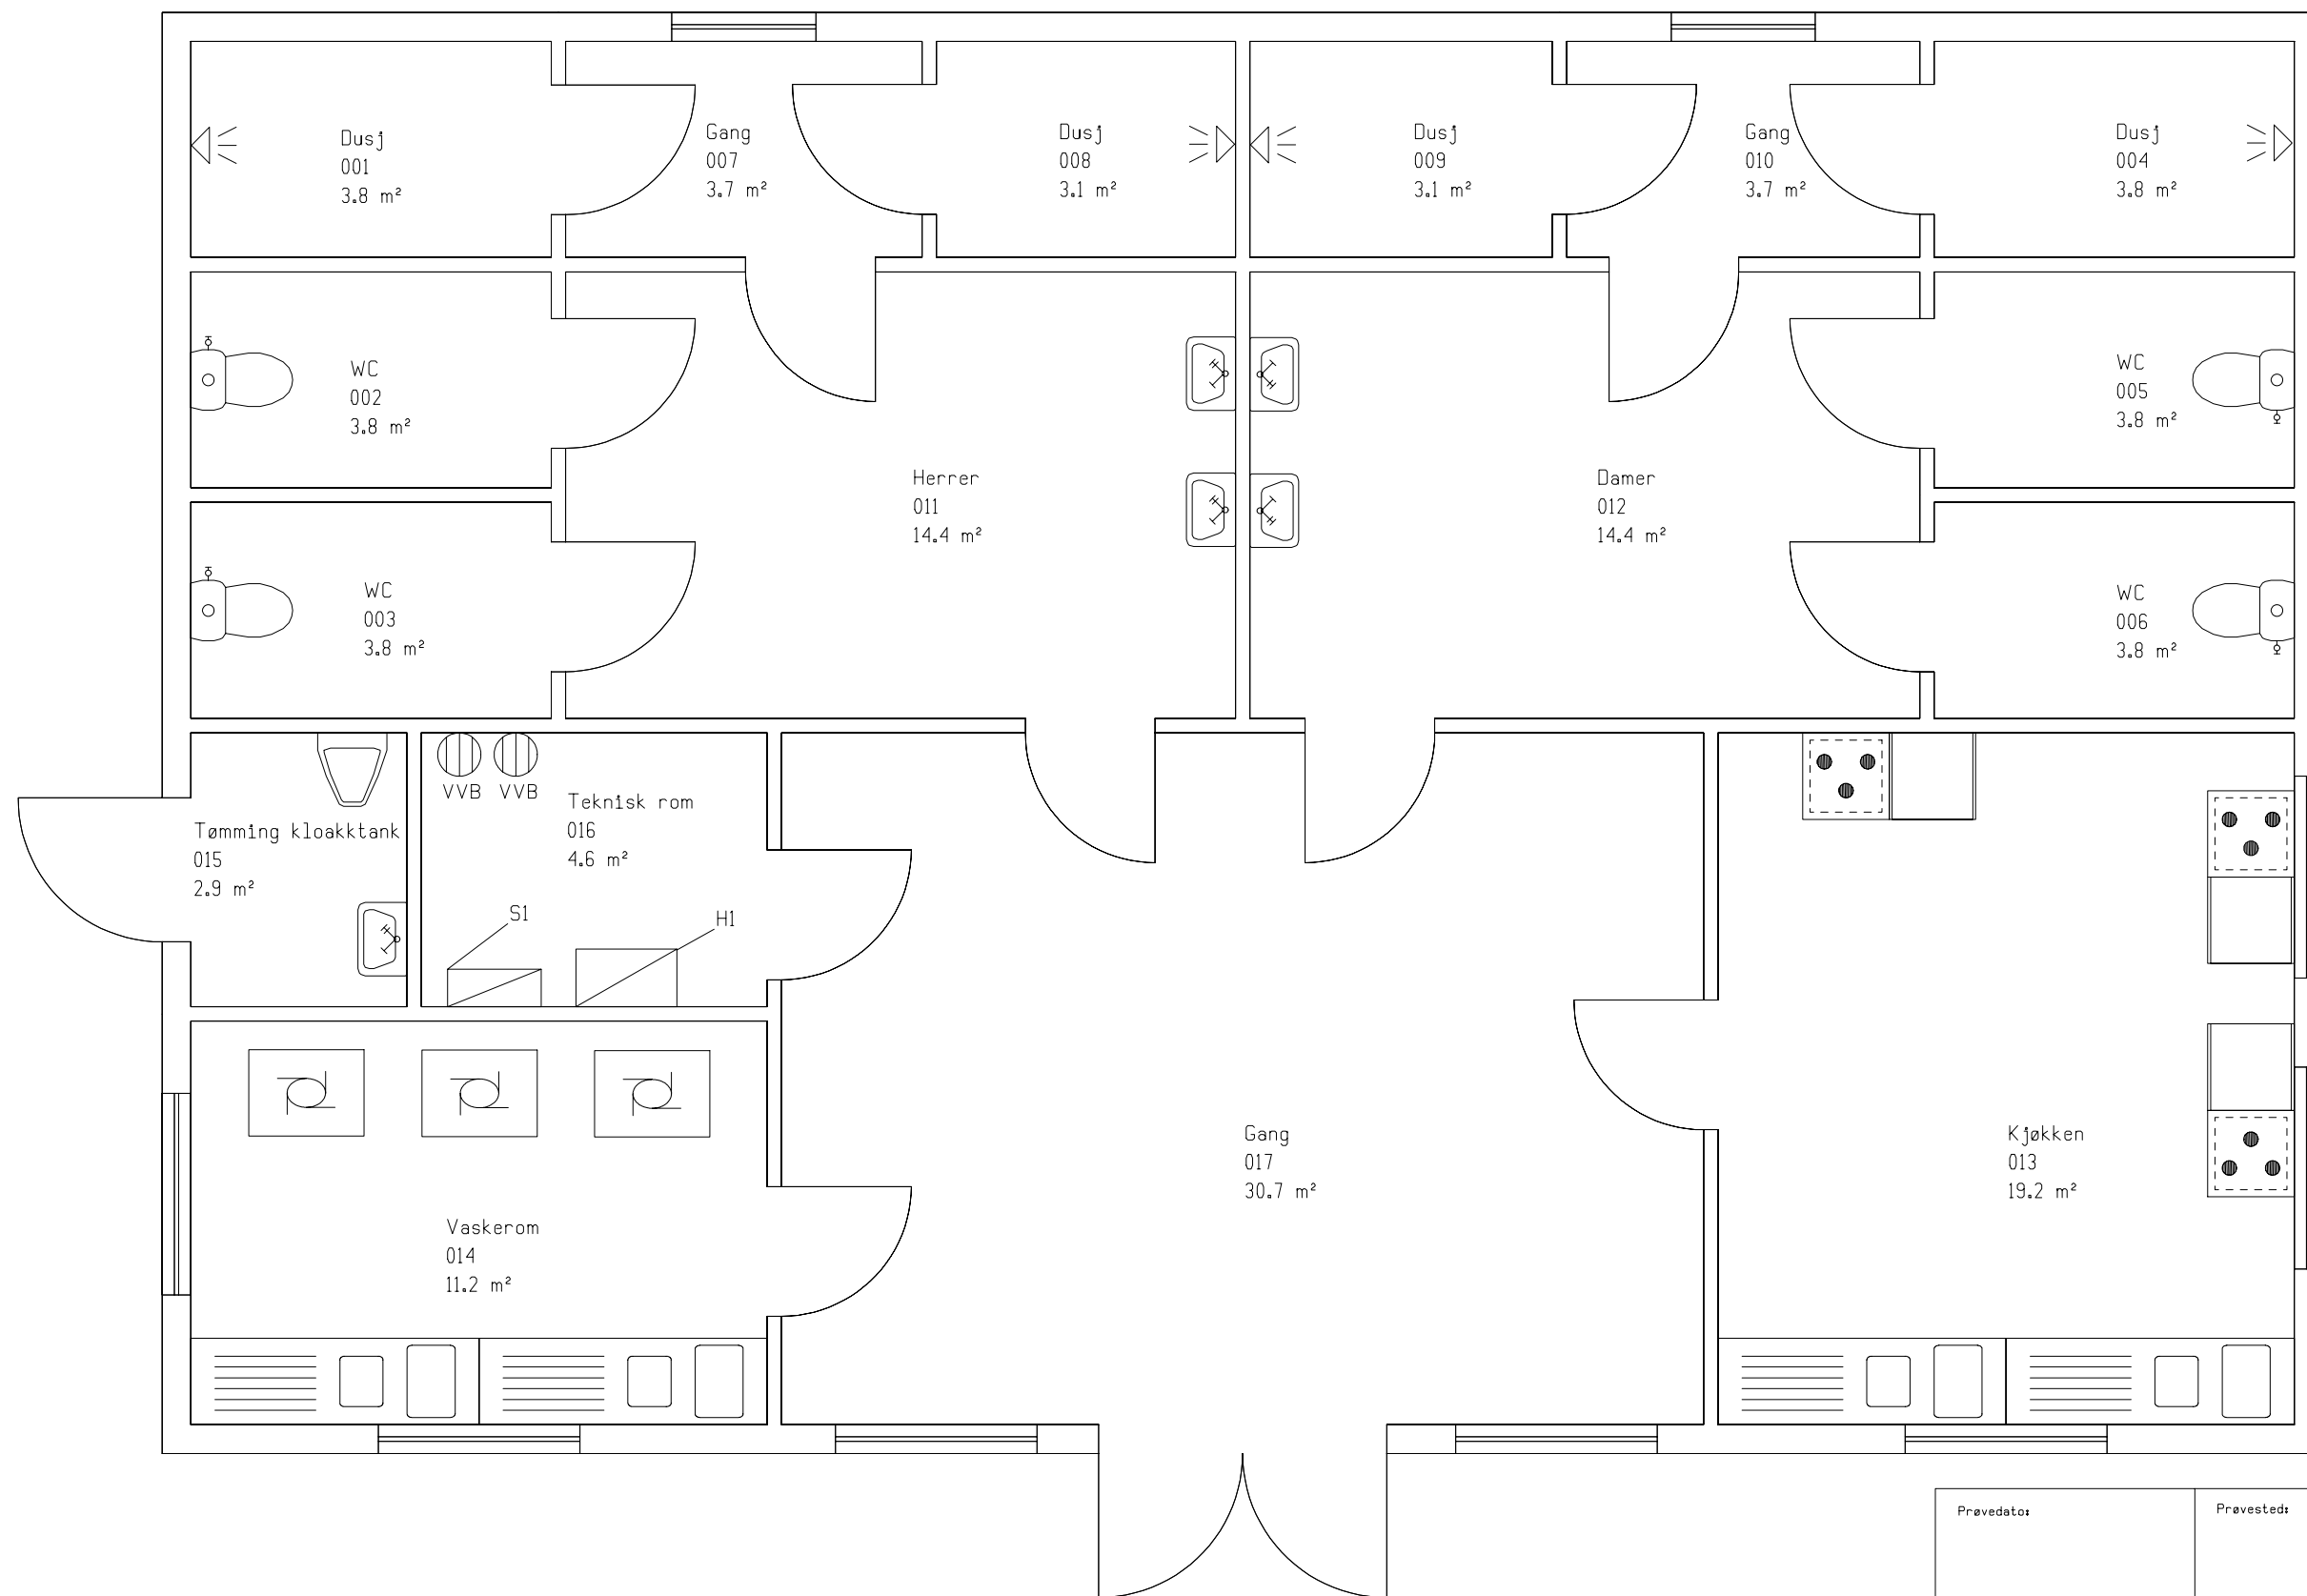 Dusj
001
3.8 m²
Gang
007
3.7 m²
Dusj
008
3.1 m²
Dusj
009
3.1 m²
Gang
010
3.7 m²
Dusj
004
3.8 m²
WC
002
3.8 m²
WC
005
3.8 m²
Herrer
011
14.4 m²
Damer
012
14.4 m²
WC
003
3.8 m²
WC
006
3.8 m²
VVB VVB
Teknisk rom
016
4.6 m²
Tømming kloakktank
015
2.9 m²
S1
H1
Gang
017
30.7 m²
Kjøkken
013
19.2 m²
Vaskerom
014
11.2 m²
Prøvedato:
Prøvested: